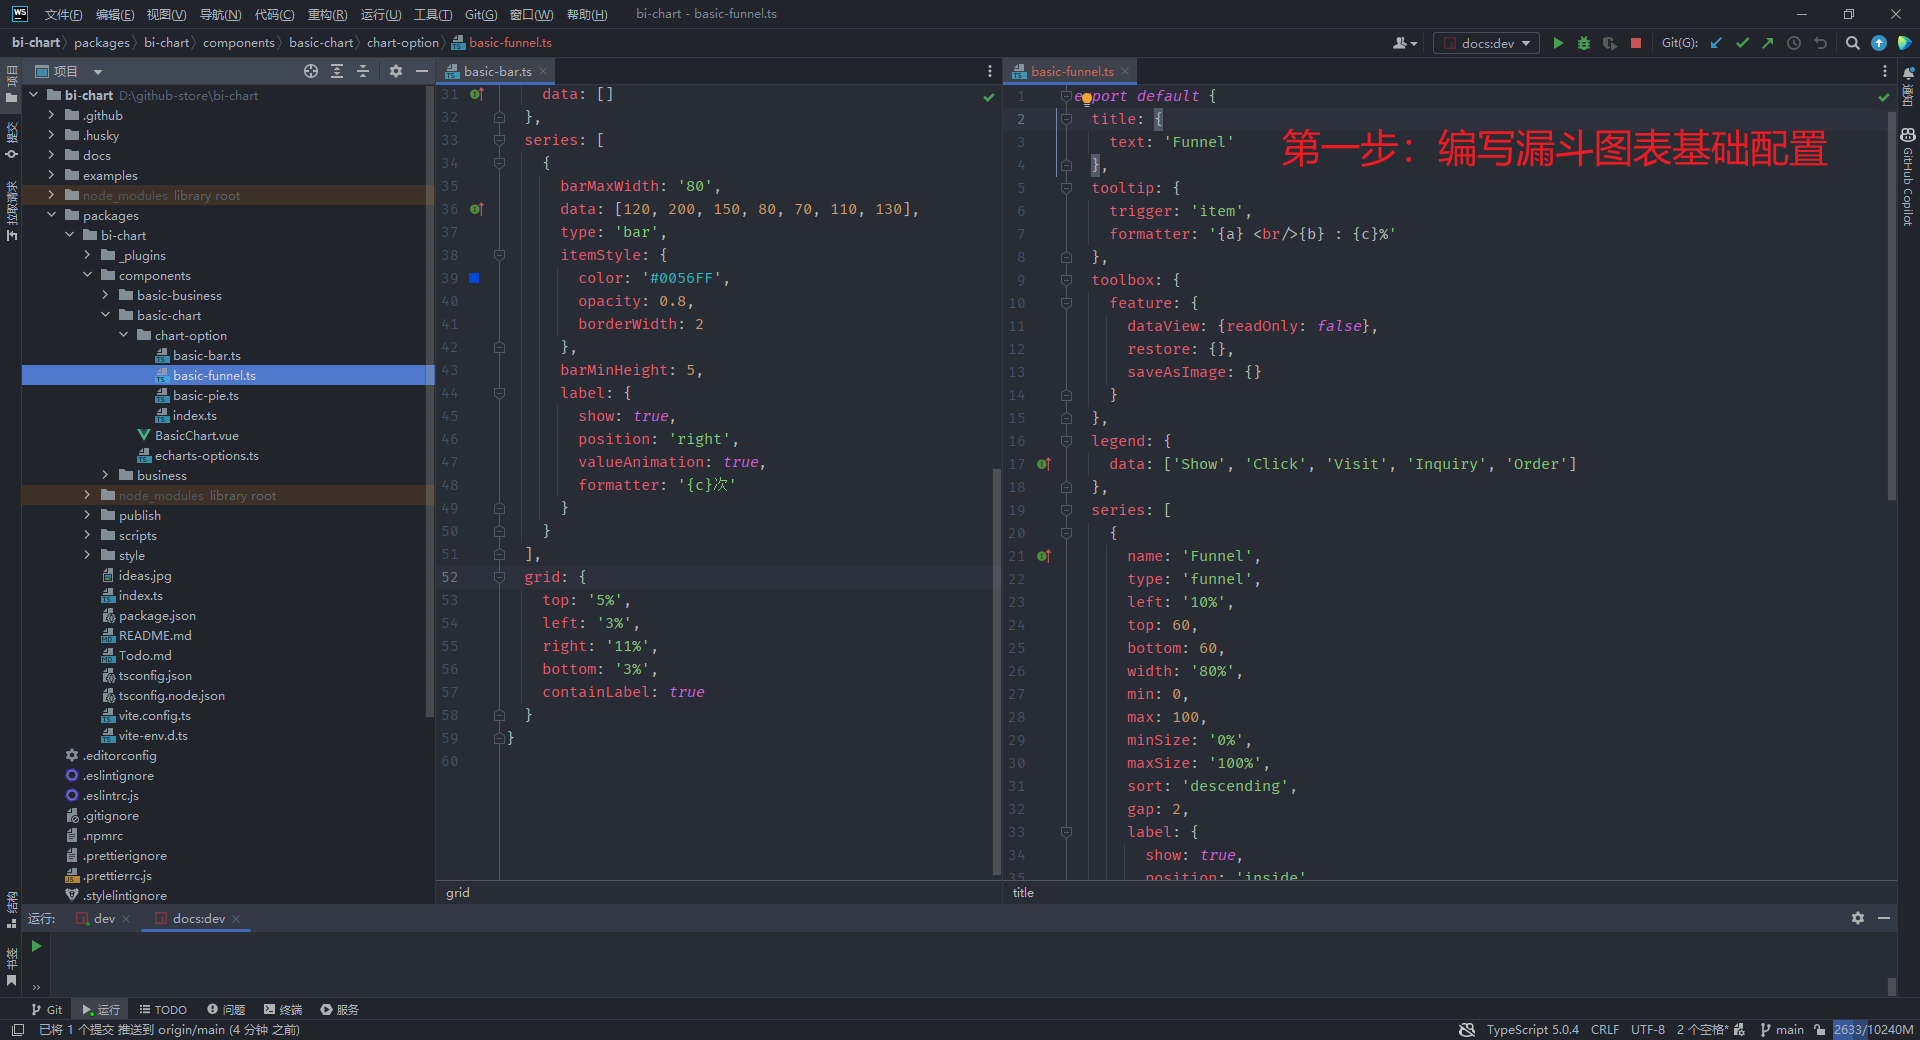 WS 文件(F) 编辑(E) 视图(V) 导航(N) 代码(C) 重构(R) 运行(U) 工具(T) Git(G) 窗口(W) 帮助(H) bi-chart - basic-funnel.ts
bi-chart packages bi-chart components basic-chart chart-option basic-funnel.ts docs:dev Git(G):
项目
提交
拉取请求
结构
书签
项目
bi-chart D:\github-store\bi-chart
.github
.husky
docs
examples
node_modules library root
packages
bi-chart
_plugins
components
basic-business
basic-chart
chart-option
basic-bar.ts
basic-funnel.ts
basic-pie.ts
index.ts
BasicChart.vue
echarts-options.ts
business
node_modules library root
publish
scripts
style
ideas.jpg
index.ts
package.json
README.md
Todo.md
tsconfig.json
tsconfig.node.json
vite.config.ts
vite-env.d.ts
.editorconfig
.eslintignore
.eslintrc.js
.gitignore
.npmrc
.prettierignore
.prettierrc.js
.stylelintignore
basic-bar.ts
31 data: []
32 },
33 series: [
34 {
35 barMaxWidth: '80',
36 data: [120, 200, 150, 80, 70, 110, 130],
37 type: 'bar',
38 itemStyle: {
39 color: '#0056FF',
40 opacity: 0.8,
41 borderWidth: 2
42 },
43 barMinHeight: 5,
44 label: {
45 show: true,
46 position: 'right',
47 valueAnimation: true,
48 formatter: '{c}次'
49 }
50 }
51 ],
52 grid: {
53 top: '5%',
54 left: '3%',
55 right: '11%',
56 bottom: '3%',
57 containLabel: true
58 }
59 }
60
grid
basic-funnel.ts
1 export default {
2 title: {
3 text: 'Funnel'
4 },
5 tooltip: {
6 trigger: 'item',
7 formatter: '{a} <br/>{b} : {c}%'
8 },
9 toolbox: {
10 feature: {
11 dataView: {readOnly: false},
12 restore: {},
13 saveAsImage: {}
14 }
15 },
16 legend: {
17 data: ['Show', 'Click', 'Visit', 'Inquiry', 'Order']
18 },
19 series: [
20 {
21 name: 'Funnel',
22 type: 'funnel',
23 left: '10%',
24 top: 60,
25 bottom: 60,
26 width: '80%',
27 min: 0,
28 max: 100,
29 minSize: '0%',
30 maxSize: '100%',
31 sort: 'descending',
32 gap: 2,
33 label: {
34 show: true,
35 position: 'inside'
title
第一步：编写漏斗图表基础配置
通知
GitHub Copilot
运行: dev docs:dev
Git 运行 TODO 问题 终端 服务
已将 1 个提交 推送到 origin/main (4 分钟 之前) TypeScript 5.0.4 CRLF UTF-8 2 个空格* main 2633/10240M